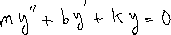 my'' + by' + ky = 0